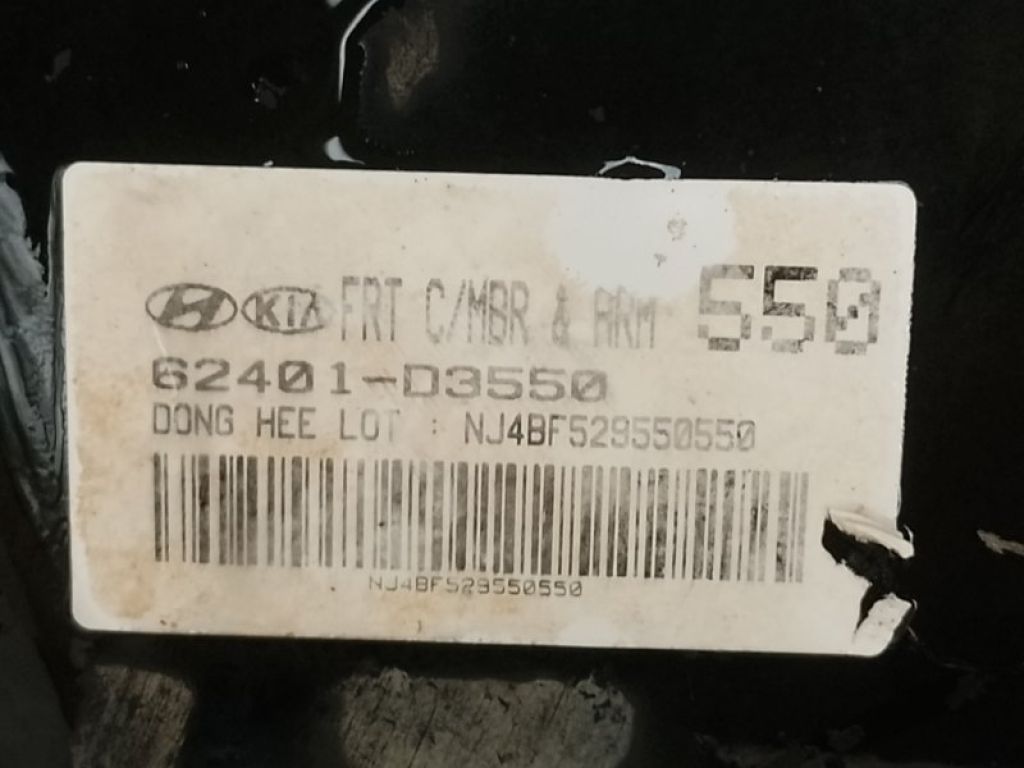 KIA FRT C/MBR & ARM 550
62401-D3550
DONG HEE LOT : NJ4BF529550550
NJ4BF529550550